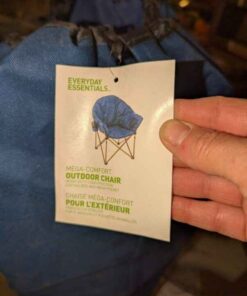 EVERYDAY
ESSENTIALS.
MEGA-COMFORT
OUTDOOR CHAIR
CHAISE MÉGA-CONFORT
POUR L'EXTÉRIEUR